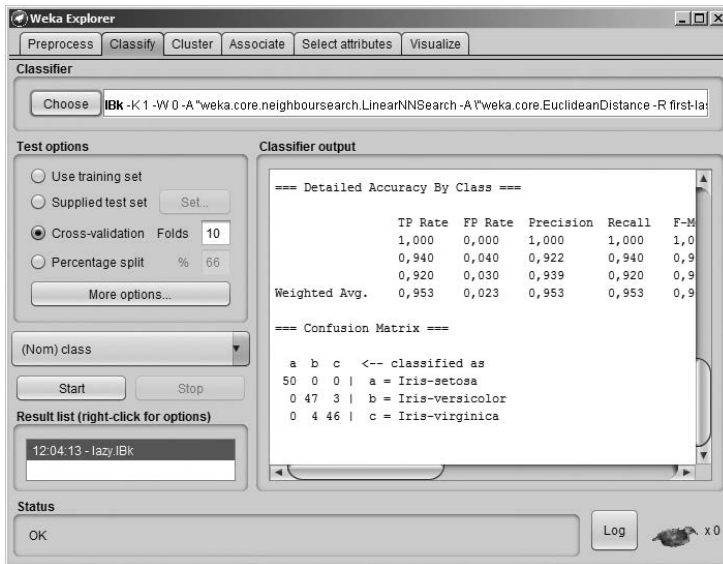 Weka Explorer
Preprocess Classify Cluster Associate Select attributes Visualize
Classifier
Choose IBk -K 1 -W 0 -A "weka.core.neighboursearch.LinearNNSearch -A \"weka.core.EuclideanDistance -R first-las
Test options
Use training set
Supplied test set Set...
Cross-validation Folds 10
Percentage split % 66
More options...
(Nom) class
Start Stop
Result list (right-click for options)
12:04:13 - lazy.IBk
Classifier output
=== Detailed Accuracy By Class ===
TP Rate FP Rate Precision Recall F-M
1,000 0,000 1,000 1,000 1,0
0,940 0,040 0,922 0,940 0,9
0,920 0,030 0,939 0,920 0,9
Weighted Avg. 0,953 0,023 0,953 0,953 0,9
=== Confusion Matrix ===
a b c <-- classified as
50 0 0 | a = Iris-setosa
0 47 3 | b = Iris-versicolor
0 4 46 | c = Iris-virginica
Status
OK
Log x 0